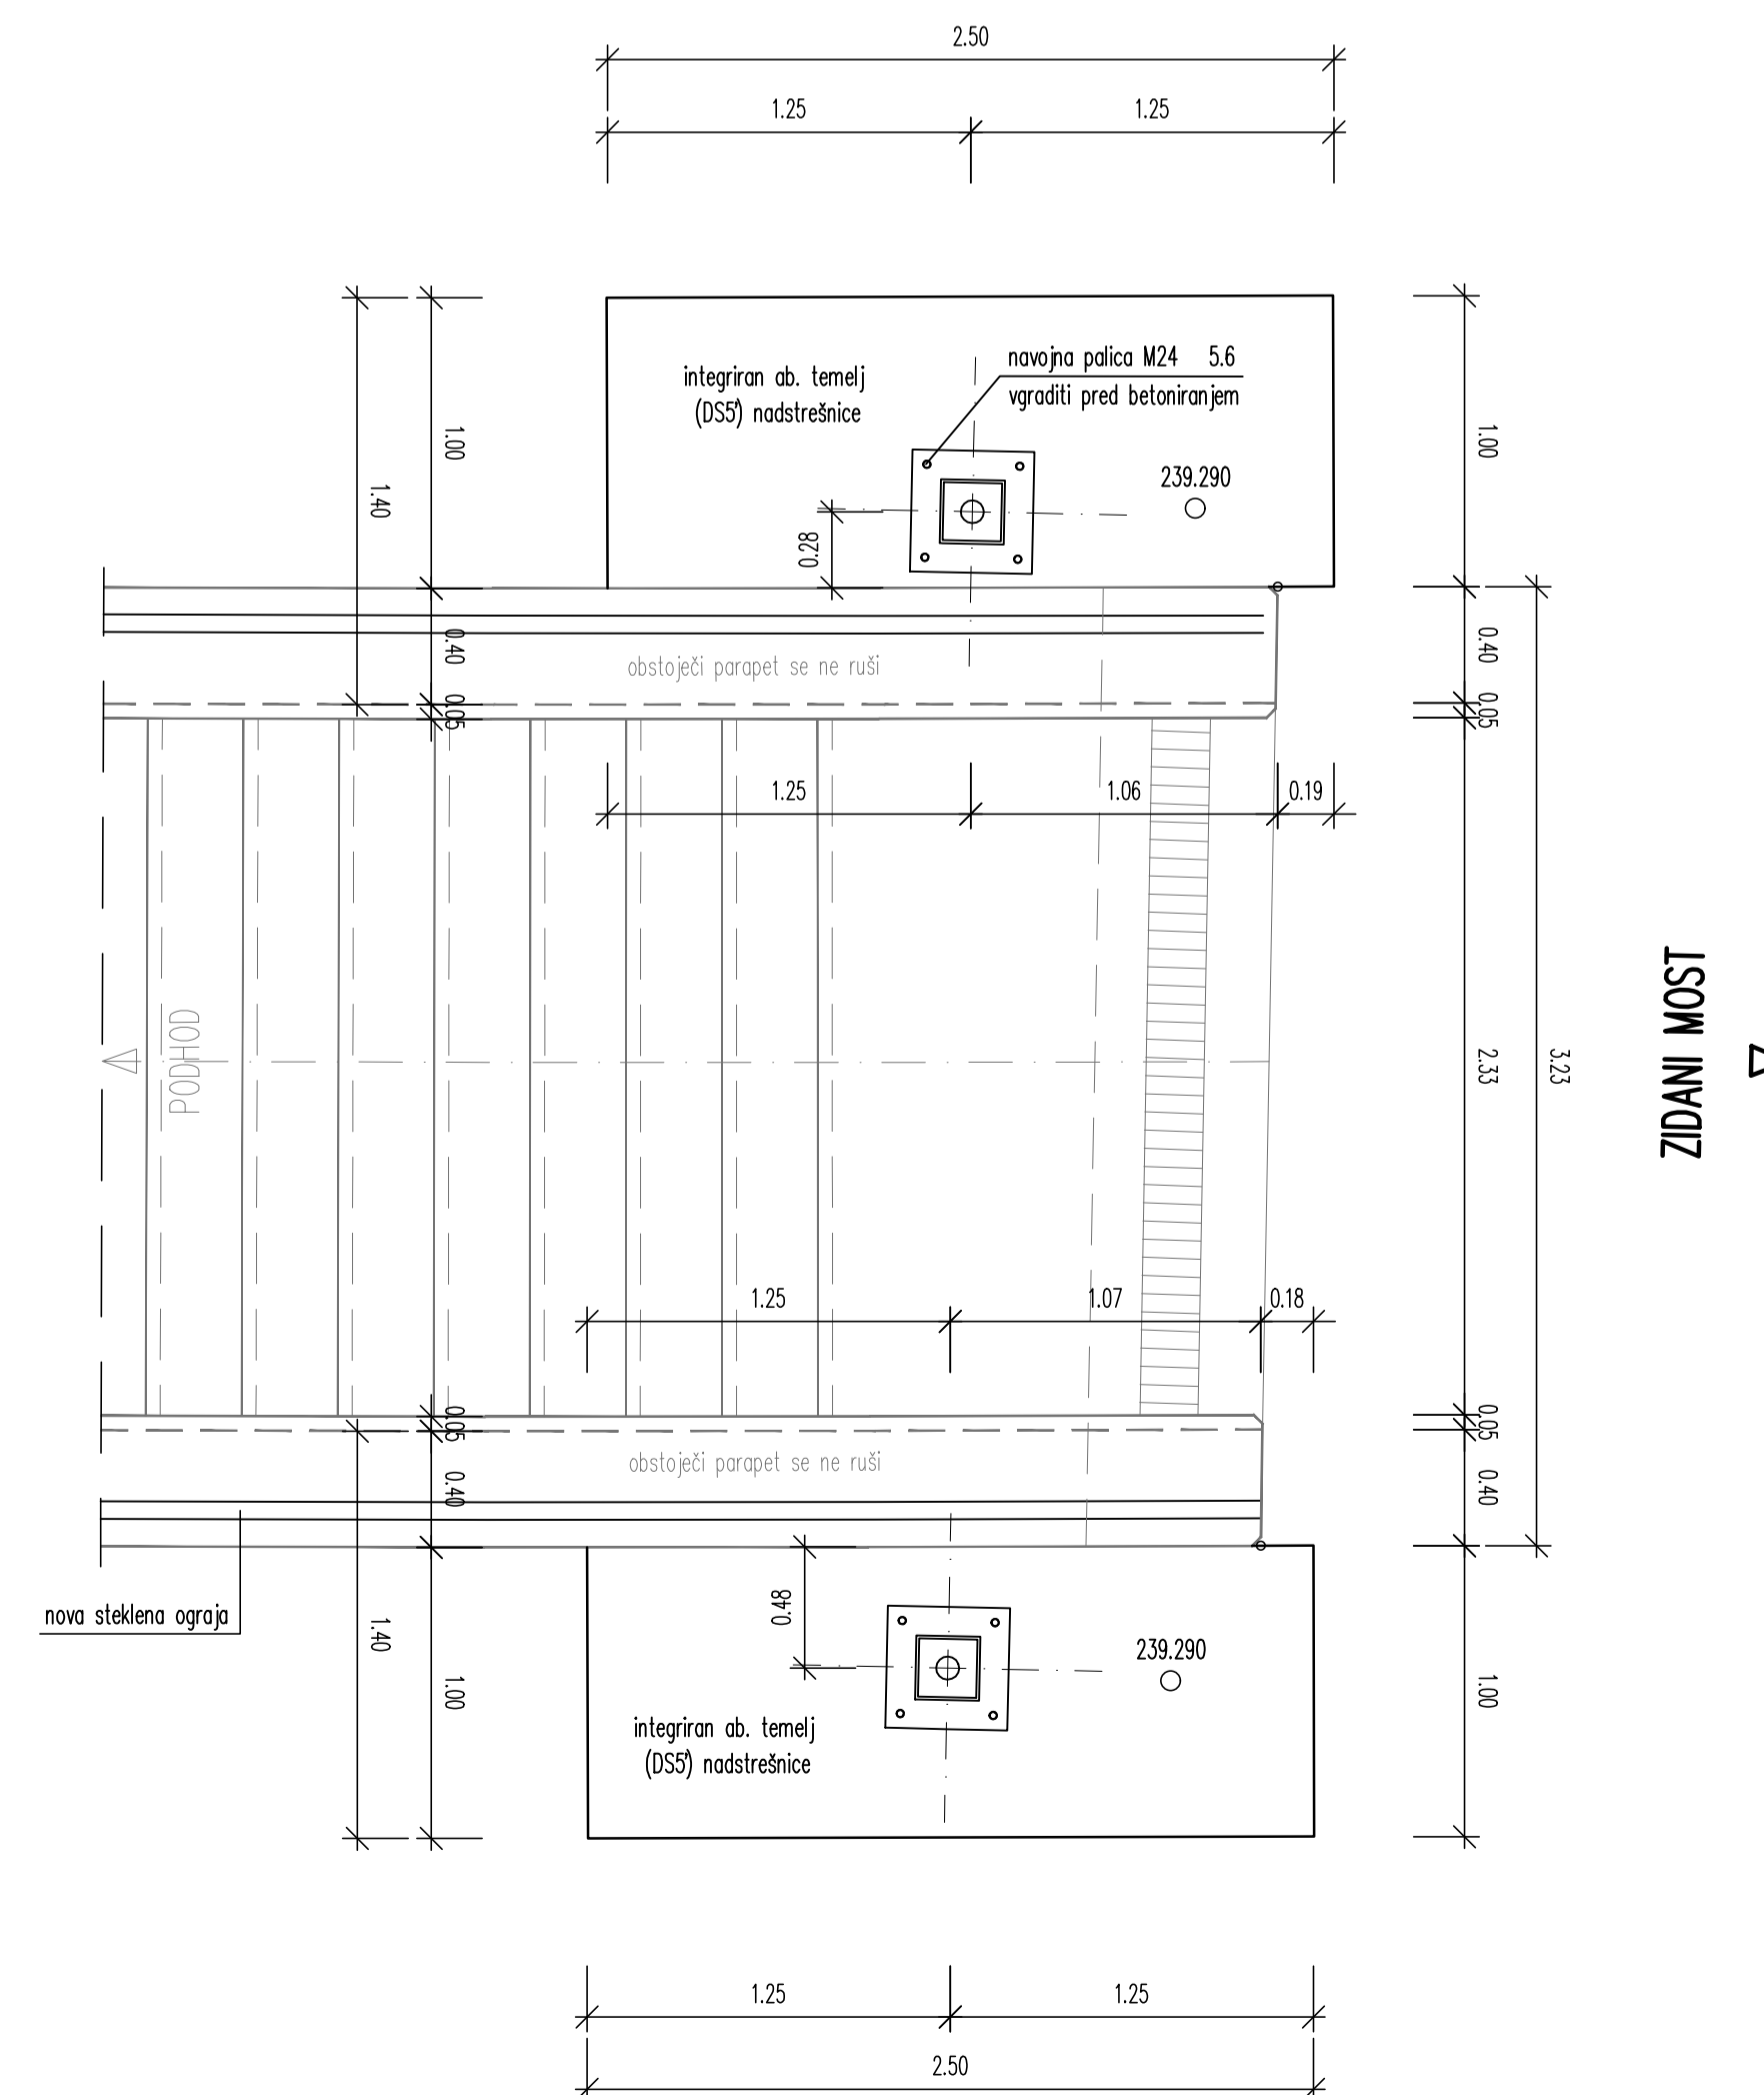 2.50
1.25
1.25
integriran ab. temelj
(DS5') nadstrešnice
navojna palica M24 5.6
vgraditi pred betoniranjem
239.290
1.00
1.40
0.28
1.00
0.40
0.05
obstoječi parapet se ne ruši
0.40
0.05
1.25
1.06
0.19
PODHOD
2.33
3.23
ZIDANI MOST
1.25
1.07
0.18
0.05
0.40
obstoječi parapet se ne ruši
0.05
0.40
nova steklena ograja
1.40
1.00
0.48
239.290
1.00
integriran ab. temelj
(DS5') nadstrešnice
1.25
1.25
2.50